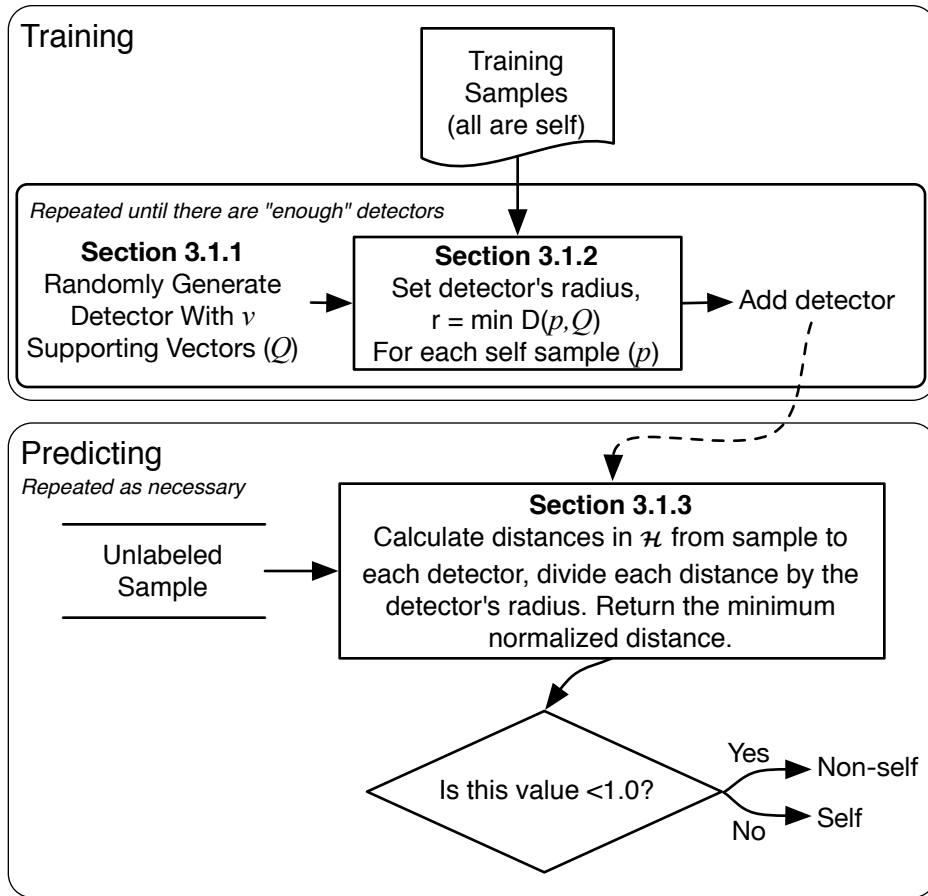 Training
Training
Samples
(all are self)
Repeated until there are "enough" detectors
Section 3.1.1
Randomly Generate
Detector With v
Supporting Vectors (Q)
Section 3.1.2
Set detector's radius,
r = min D(p,Q)
For each self sample (p)
Add detector
Predicting
Repeated as necessary
Unlabeled
Sample
Section 3.1.3
Calculate distances in ℋ from sample to
each detector, divide each distance by the
detector's radius. Return the minimum
normalized distance.
Is this value <1.0?
Yes
Non-self
No
Self